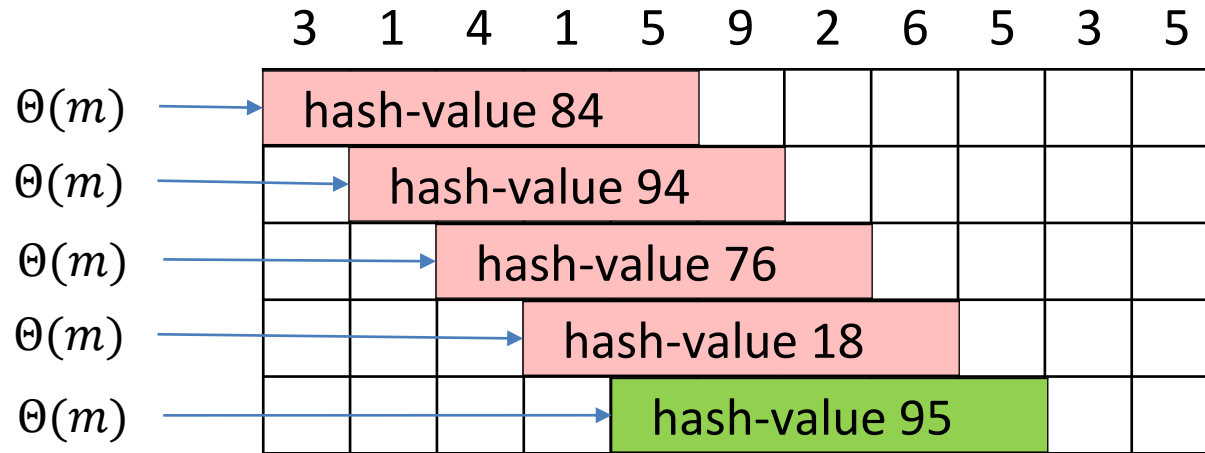 3 1 4 1 5 9 2 6 5 3 5
Θ(m) hash-value 84
Θ(m) hash-value 94
Θ(m) hash-value 76
Θ(m) hash-value 18
Θ(m) hash-value 95